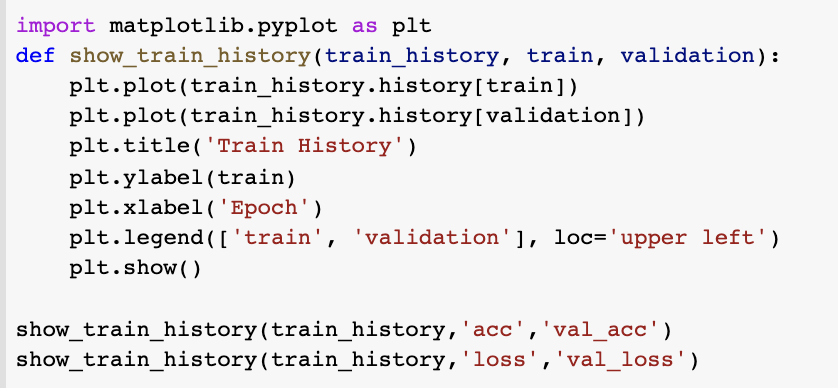 import matplotlib.pyplot as plt
def show_train_history(train_history, train, validation):
    plt.plot(train_history.history[train])
    plt.plot(train_history.history[validation])
    plt.title('Train History')
    plt.ylabel(train)
    plt.xlabel('Epoch')
    plt.legend(['train', 'validation'], loc='upper left')
    plt.show()

show_train_history(train_history,'acc','val_acc')
show_train_history(train_history,'loss','val_loss')